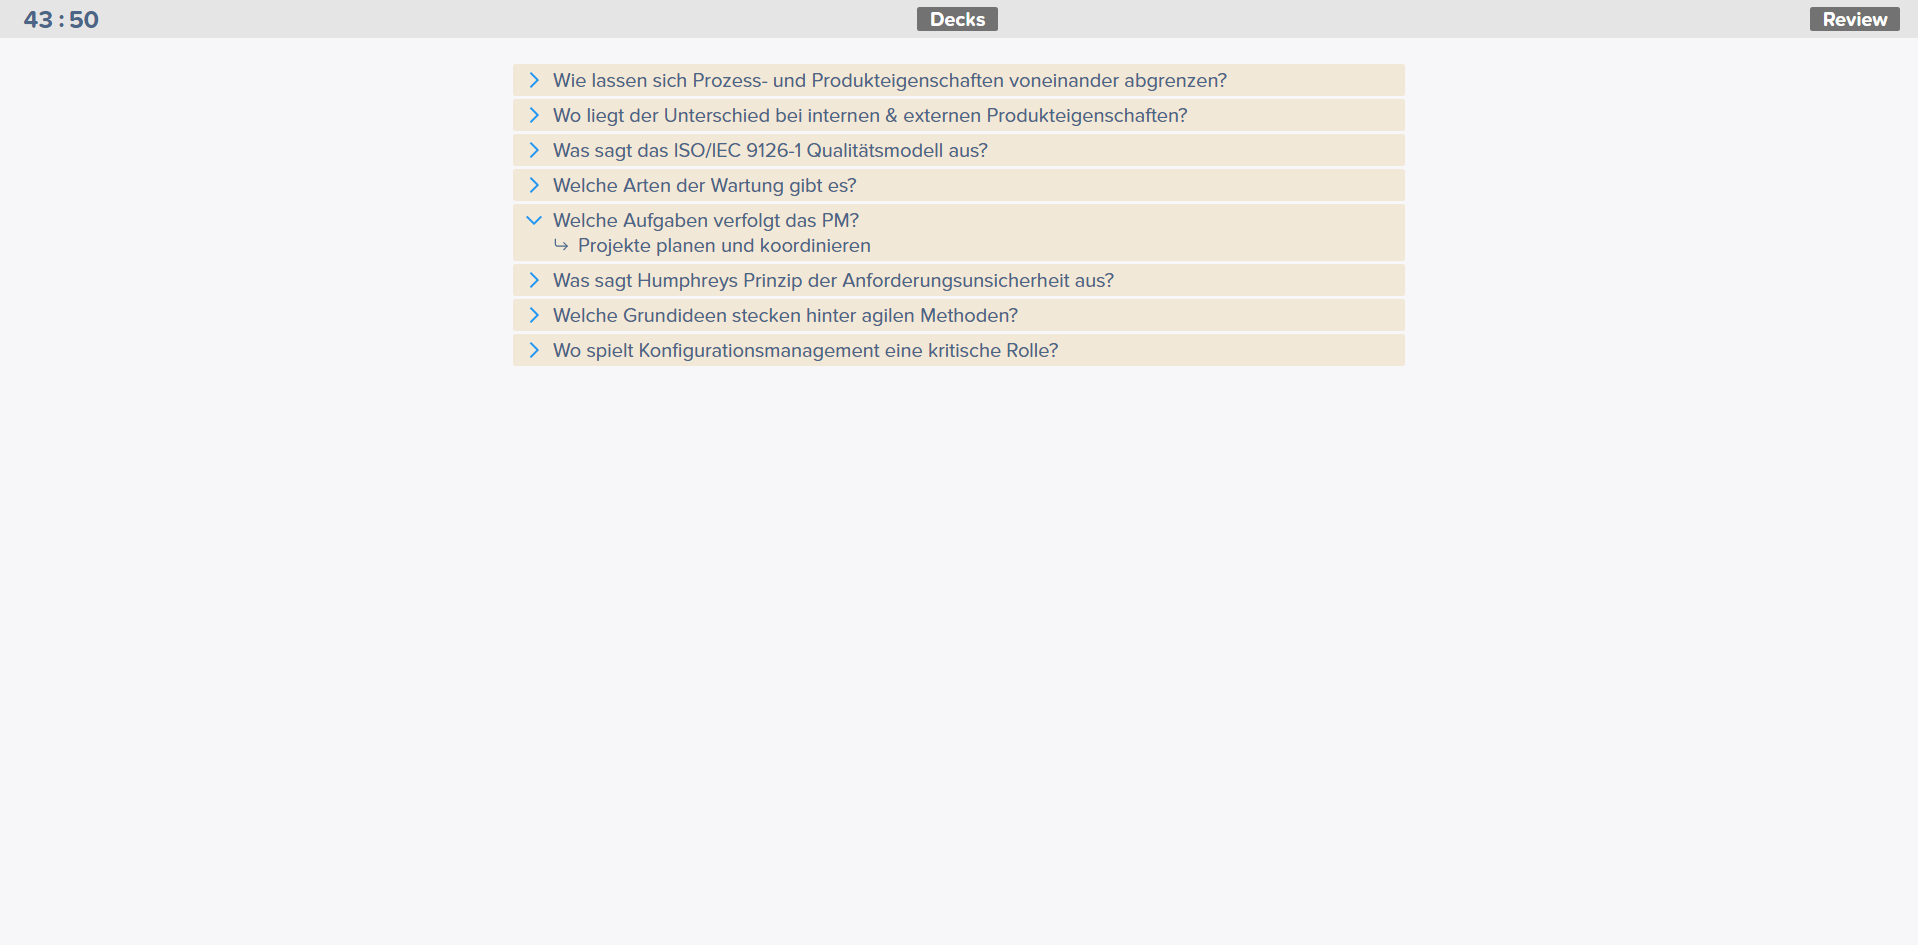 43 : 50
Decks
Review
Wie lassen sich Prozess- und Produkteigenschaften voneinander abgrenzen?
Wo liegt der Unterschied bei internen & externen Produkteigenschaften?
Was sagt das ISO/IEC 9126-1 Qualitätsmodell aus?
Welche Arten der Wartung gibt es?
Welche Aufgaben verfolgt das PM?
Projekte planen und koordinieren
Was sagt Humphreys Prinzip der Anforderungsunsicherheit aus?
Welche Grundideen stecken hinter agilen Methoden?
Wo spielt Konfigurationsmanagement eine kritische Rolle?